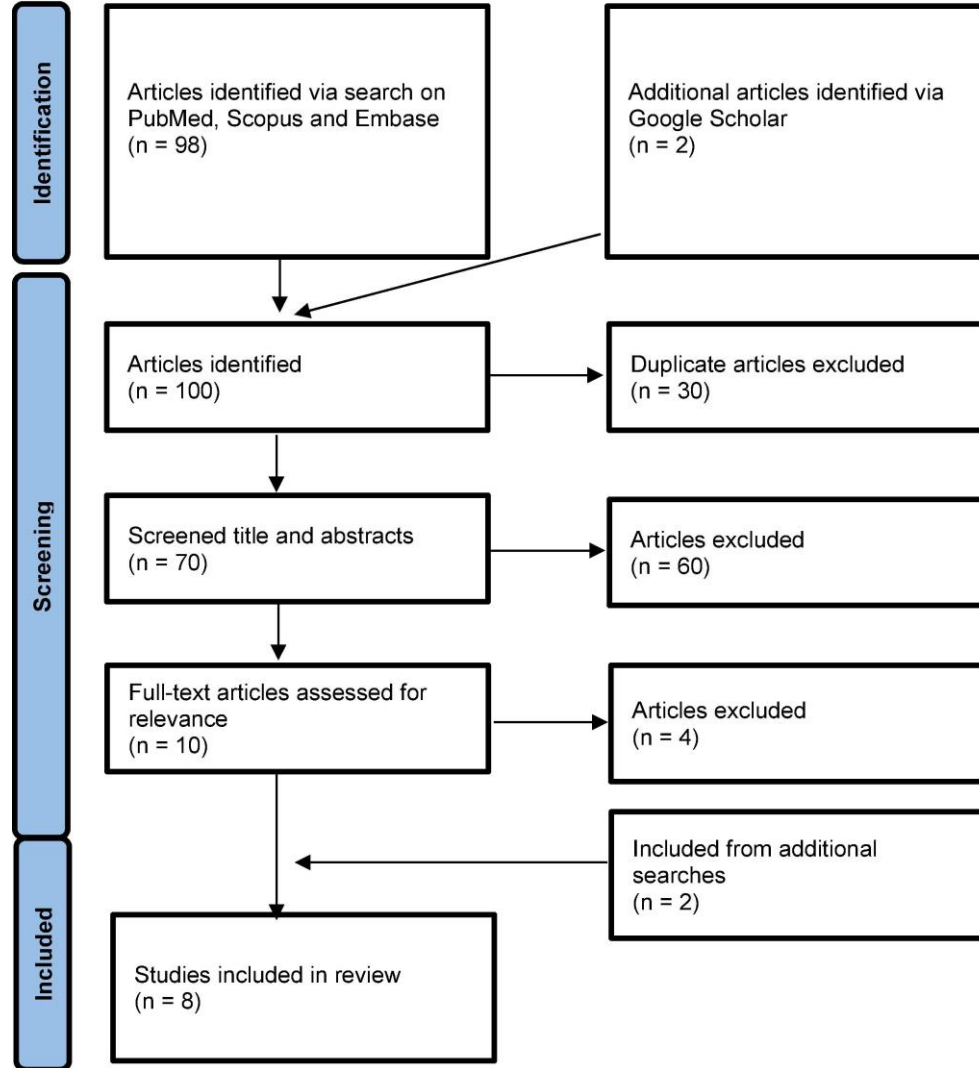 Identification
Articles identified via search on
PubMed, Scopus and Embase
(n = 98)
Additional articles identified via
Google Scholar
(n = 2)
Screening
Articles identified
(n = 100)
Duplicate articles excluded
(n = 30)
Screened title and abstracts
(n = 70)
Articles excluded
(n = 60)
Full-text articles assessed for
relevance
(n = 10)
Articles excluded
(n = 4)
Included
Included from additional
searches
(n = 2)
Studies included in review
(n = 8)